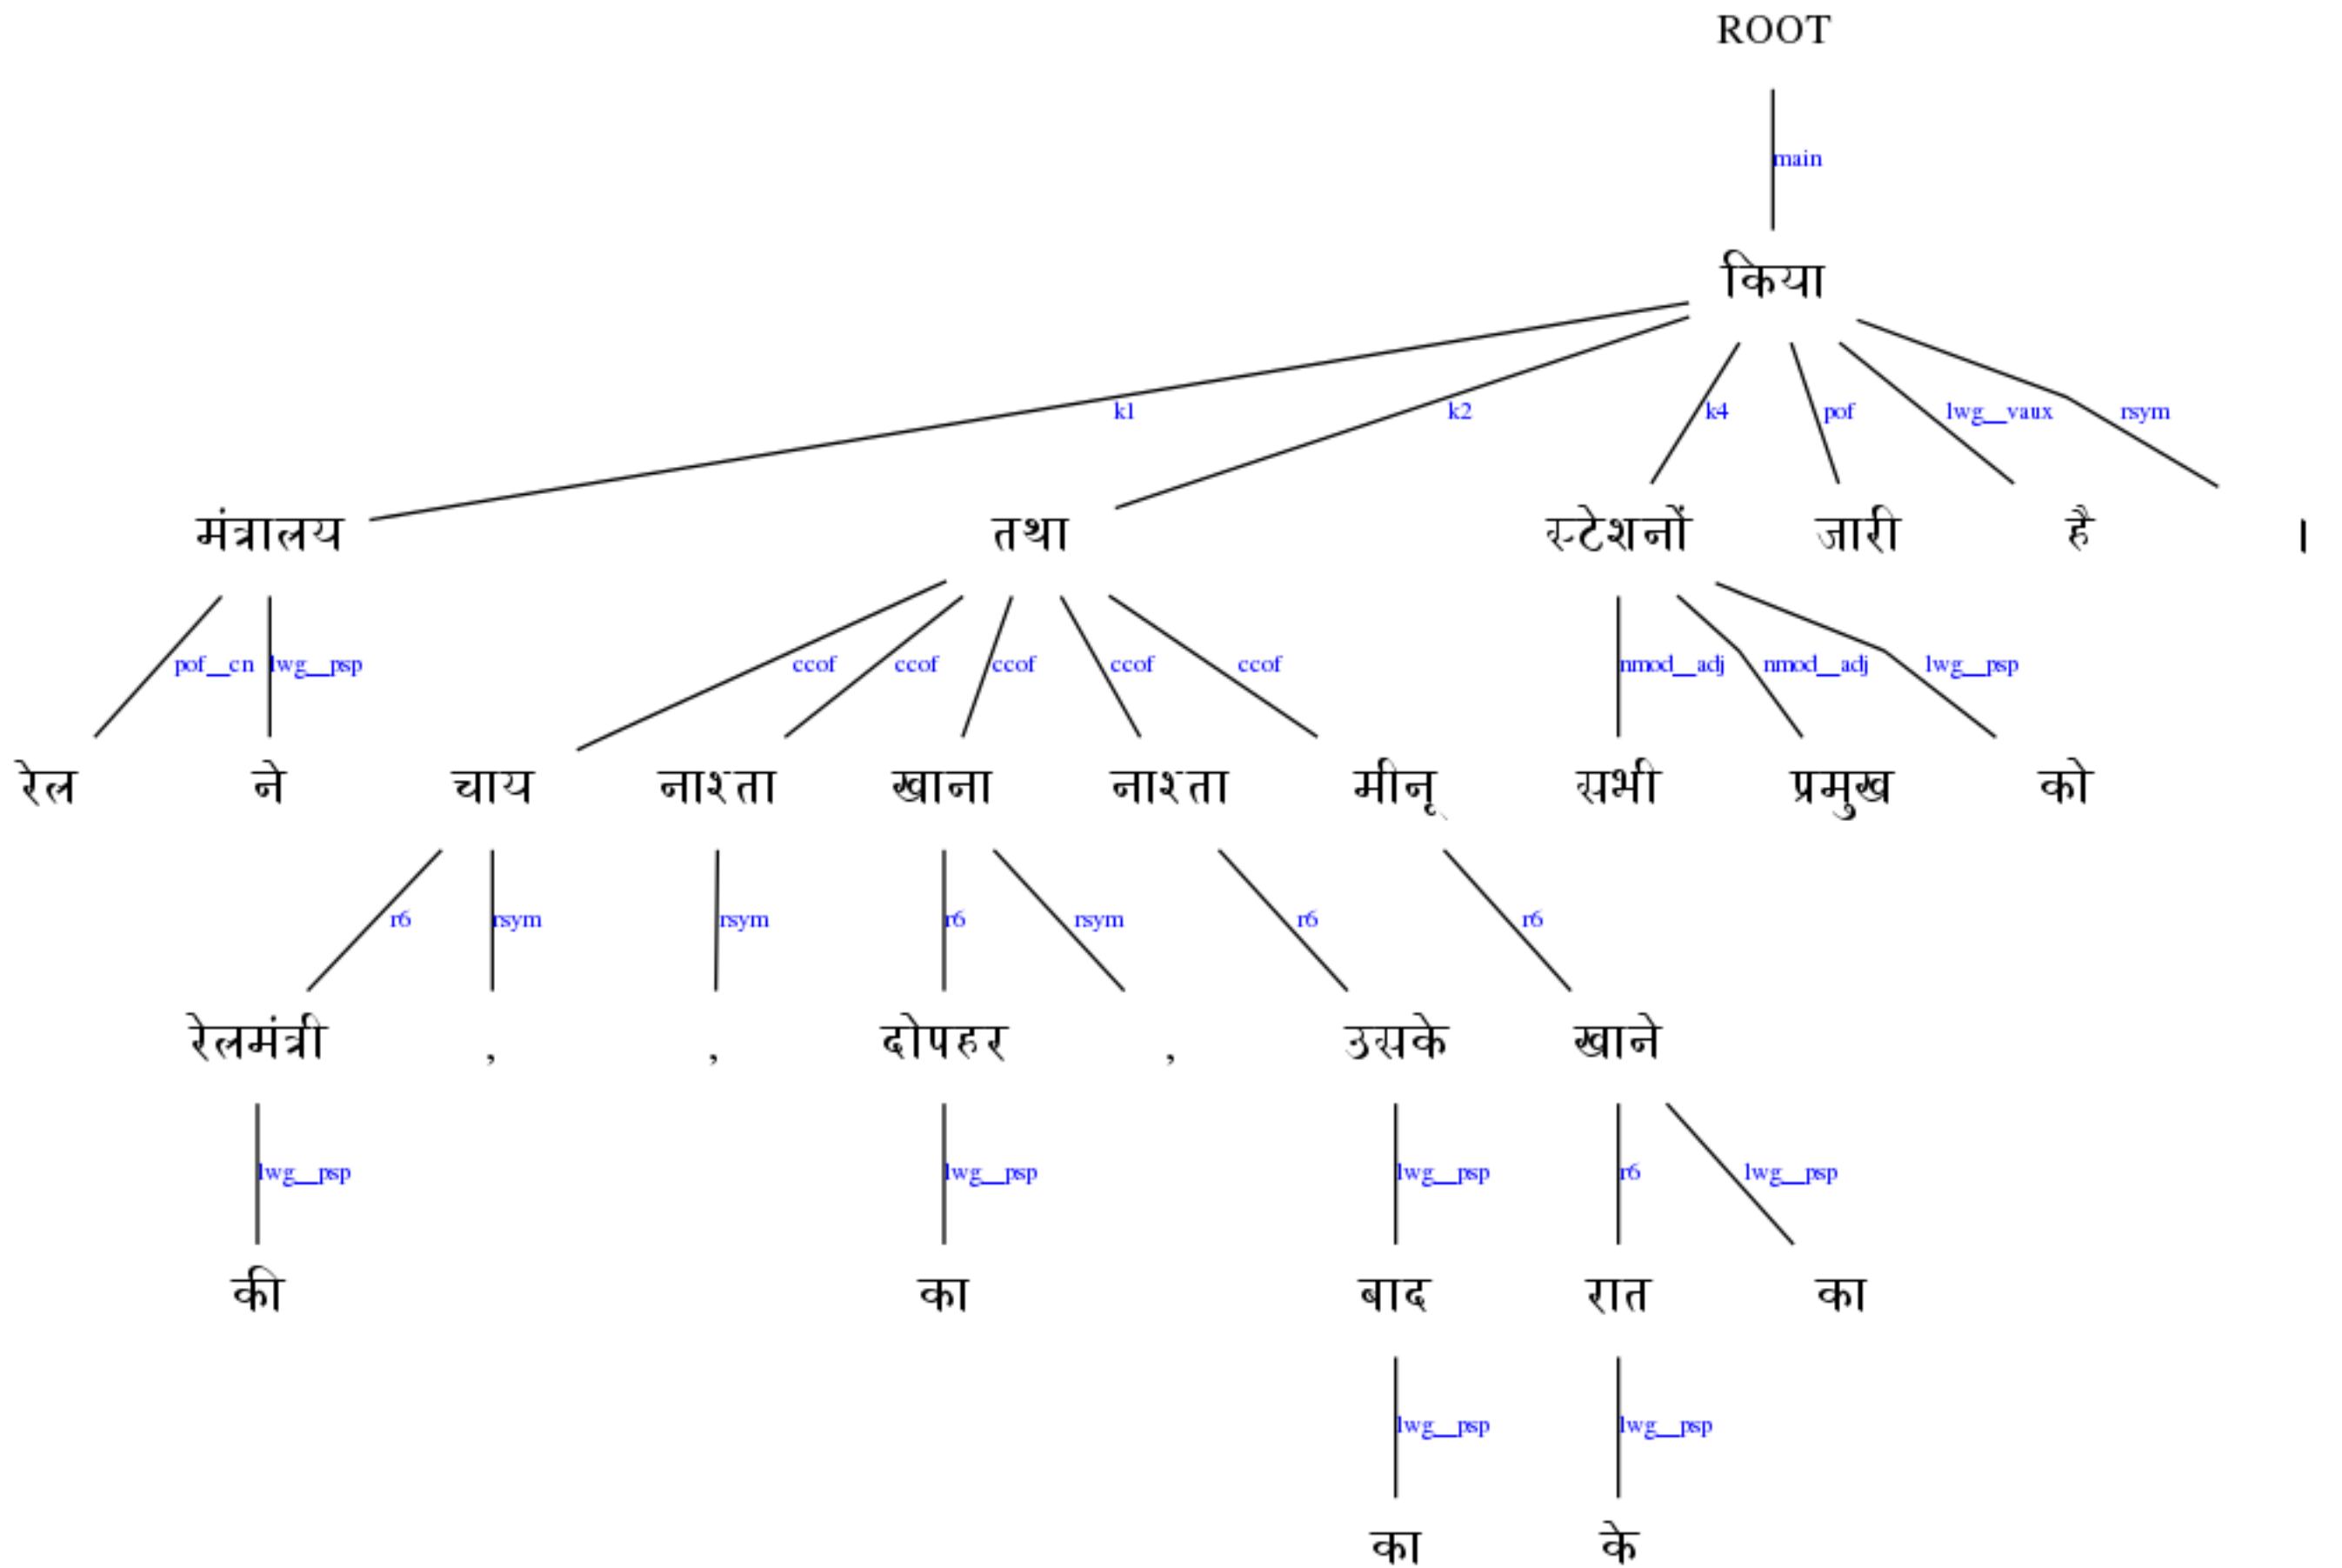 ROOT
main
किया
k1 k2 k4 pof lwg__vaux rsym
मंत्रालय तथा स्टेशनों जारी है ।
pof__cn lwg__psp ccof ccof ccof ccof ccof nmod__adj nmod__adj lwg__psp
रेल ने चाय नाश्ता खाना नाश्ता मीनू सभी प्रमुख को
r6 rsym rsym r6 rsym r6 r6
रेलमंत्री , , दोपहर , उसके खाने
lwg__psp lwg__psp lwg__psp r6 lwg__psp
की का बाद रात का
lwg__psp lwg__psp
का के